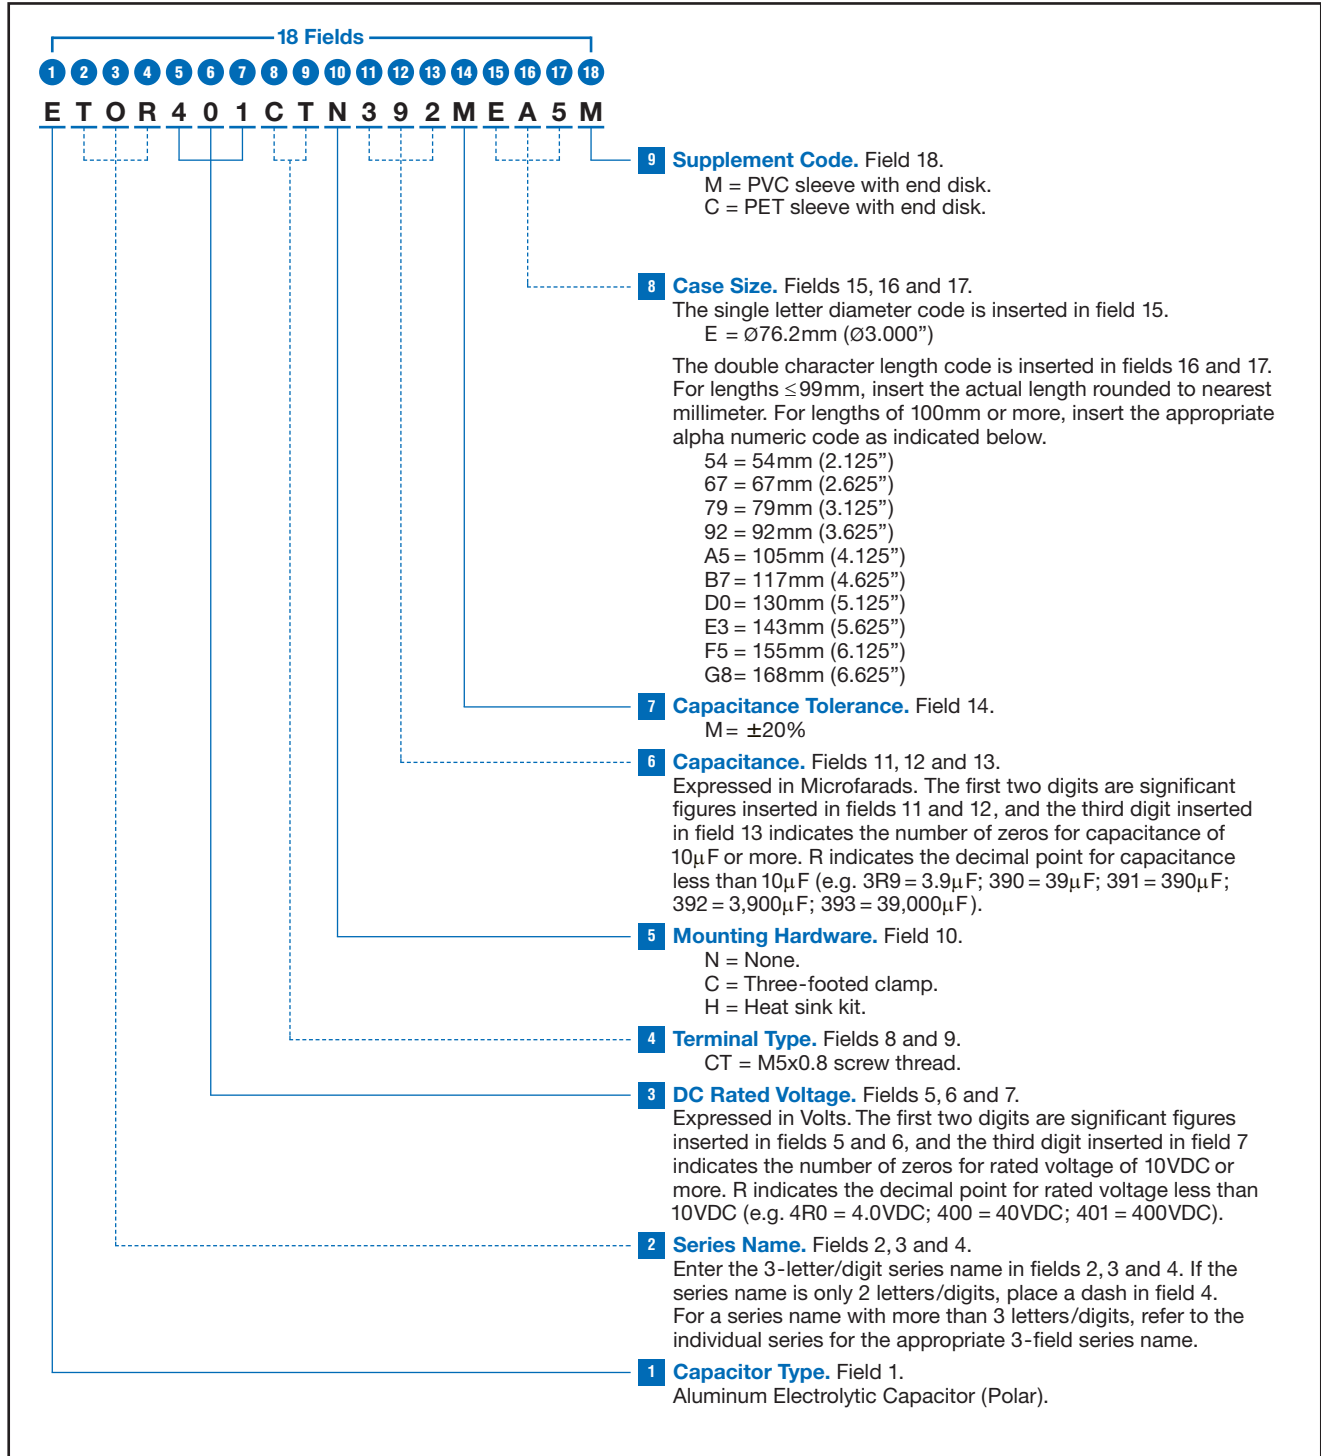 18 Fields
1 2 3 4 5 6 7 8 9 10 11 12 13 14 15 16 17 18
E T O R 4 0 1 C T N 3 9 2 M E A 5 M
9 Supplement Code. Field 18.
M = PVC sleeve with end disk.
C = PET sleeve with end disk.
8 Case Size. Fields 15, 16 and 17.
The single letter diameter code is inserted in field 15.
E = Ø76.2mm (Ø3.000”)
The double character length code is inserted in fields 16 and 17.
For lengths ≤99mm, insert the actual length rounded to nearest
millimeter. For lengths of 100mm or more, insert the appropriate
alpha numeric code as indicated below.
54 = 54mm (2.125”)
67 = 67mm (2.625”)
79 = 79mm (3.125”)
92 = 92mm (3.625”)
A5 = 105mm (4.125”)
B7 = 117mm (4.625”)
D0 = 130mm (5.125”)
E3 = 143mm (5.625”)
F5 = 155mm (6.125”)
G8 = 168mm (6.625”)
7 Capacitance Tolerance. Field 14.
M = ±20%
6 Capacitance. Fields 11, 12 and 13.
Expressed in Microfarads. The first two digits are significant
figures inserted in fields 11 and 12, and the third digit inserted
in field 13 indicates the number of zeros for capacitance of
10µF or more. R indicates the decimal point for capacitance
less than 10µF (e.g. 3R9 = 3.9µF; 390 = 39µF; 391 = 390µF;
392 = 3,900µF; 393 = 39,000µF).
5 Mounting Hardware. Field 10.
N = None.
C = Three-footed clamp.
H = Heat sink kit.
4 Terminal Type. Fields 8 and 9.
CT = M5x0.8 screw thread.
3 DC Rated Voltage. Fields 5, 6 and 7.
Expressed in Volts. The first two digits are significant figures
inserted in fields 5 and 6, and the third digit inserted in field 7
indicates the number of zeros for rated voltage of 10VDC or
more. R indicates the decimal point for rated voltage less than
10VDC (e.g. 4R0 = 4.0VDC; 400 = 40VDC; 401 = 400VDC).
2 Series Name. Fields 2, 3 and 4.
Enter the 3-letter/digit series name in fields 2, 3 and 4. If the
series name is only 2 letters/digits, place a dash in field 4.
For a series name with more than 3 letters/digits, refer to the
individual series for the appropriate 3-field series name.
1 Capacitor Type. Field 1.
Aluminum Electrolytic Capacitor (Polar).